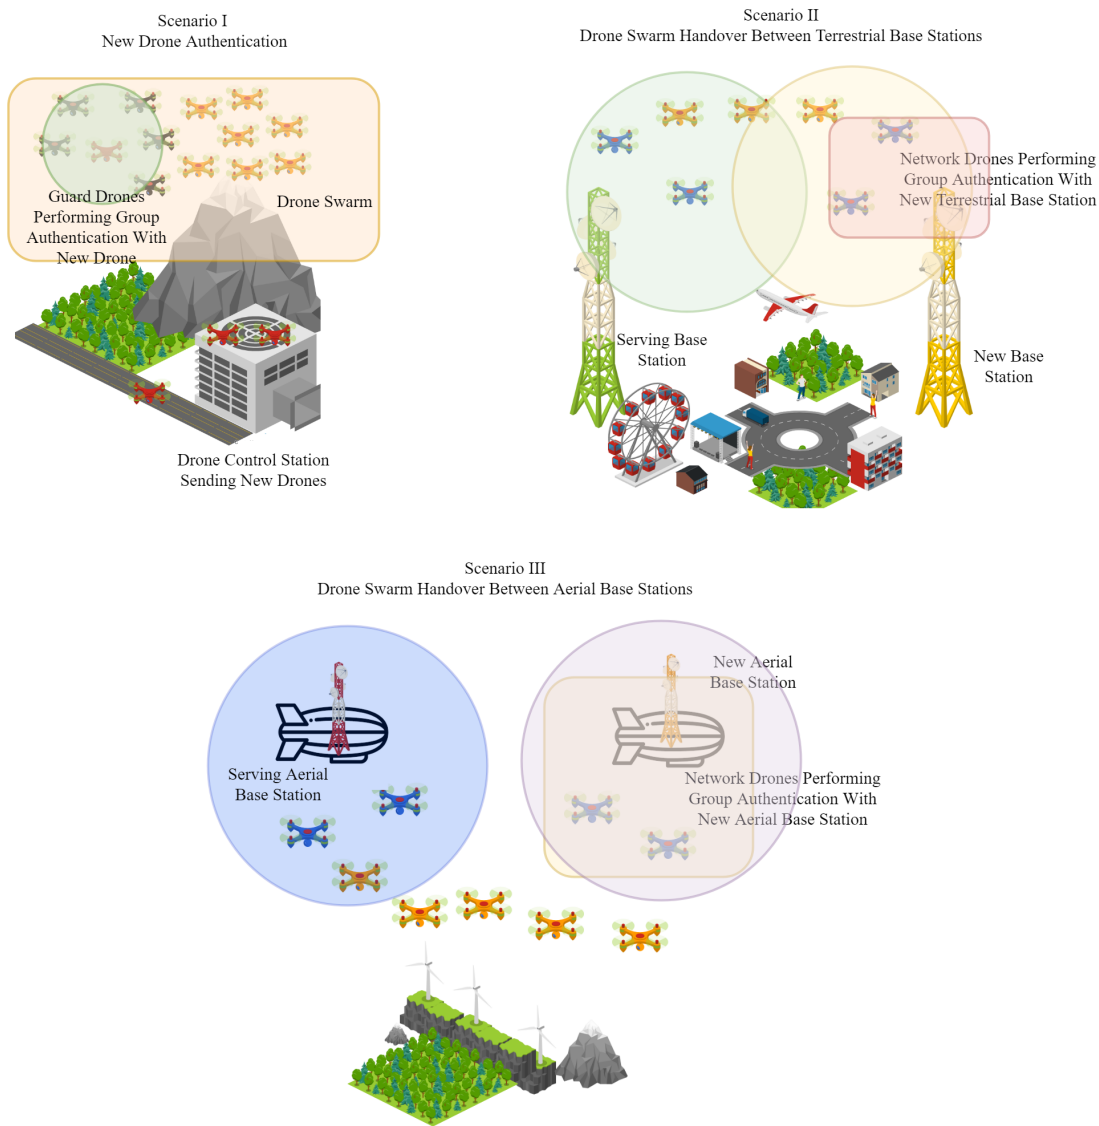 Scenario I
New Drone Authentication
Guard Drones
Performing Group
Authentication With
New Drone
Drone Swarm
Drone Control Station
Sending New Drones
Scenario II
Drone Swarm Handover Between Terrestrial Base Stations
Network Drones Performing
Group Authentication With
New Terrestrial Base Station
Serving Base
Station
New Base
Station
Scenario III
Drone Swarm Handover Between Aerial Base Stations
Serving Aerial
Base Station
New Aerial
Base Station
Network Drones Performing
Group Authentication With
New Aerial Base Station